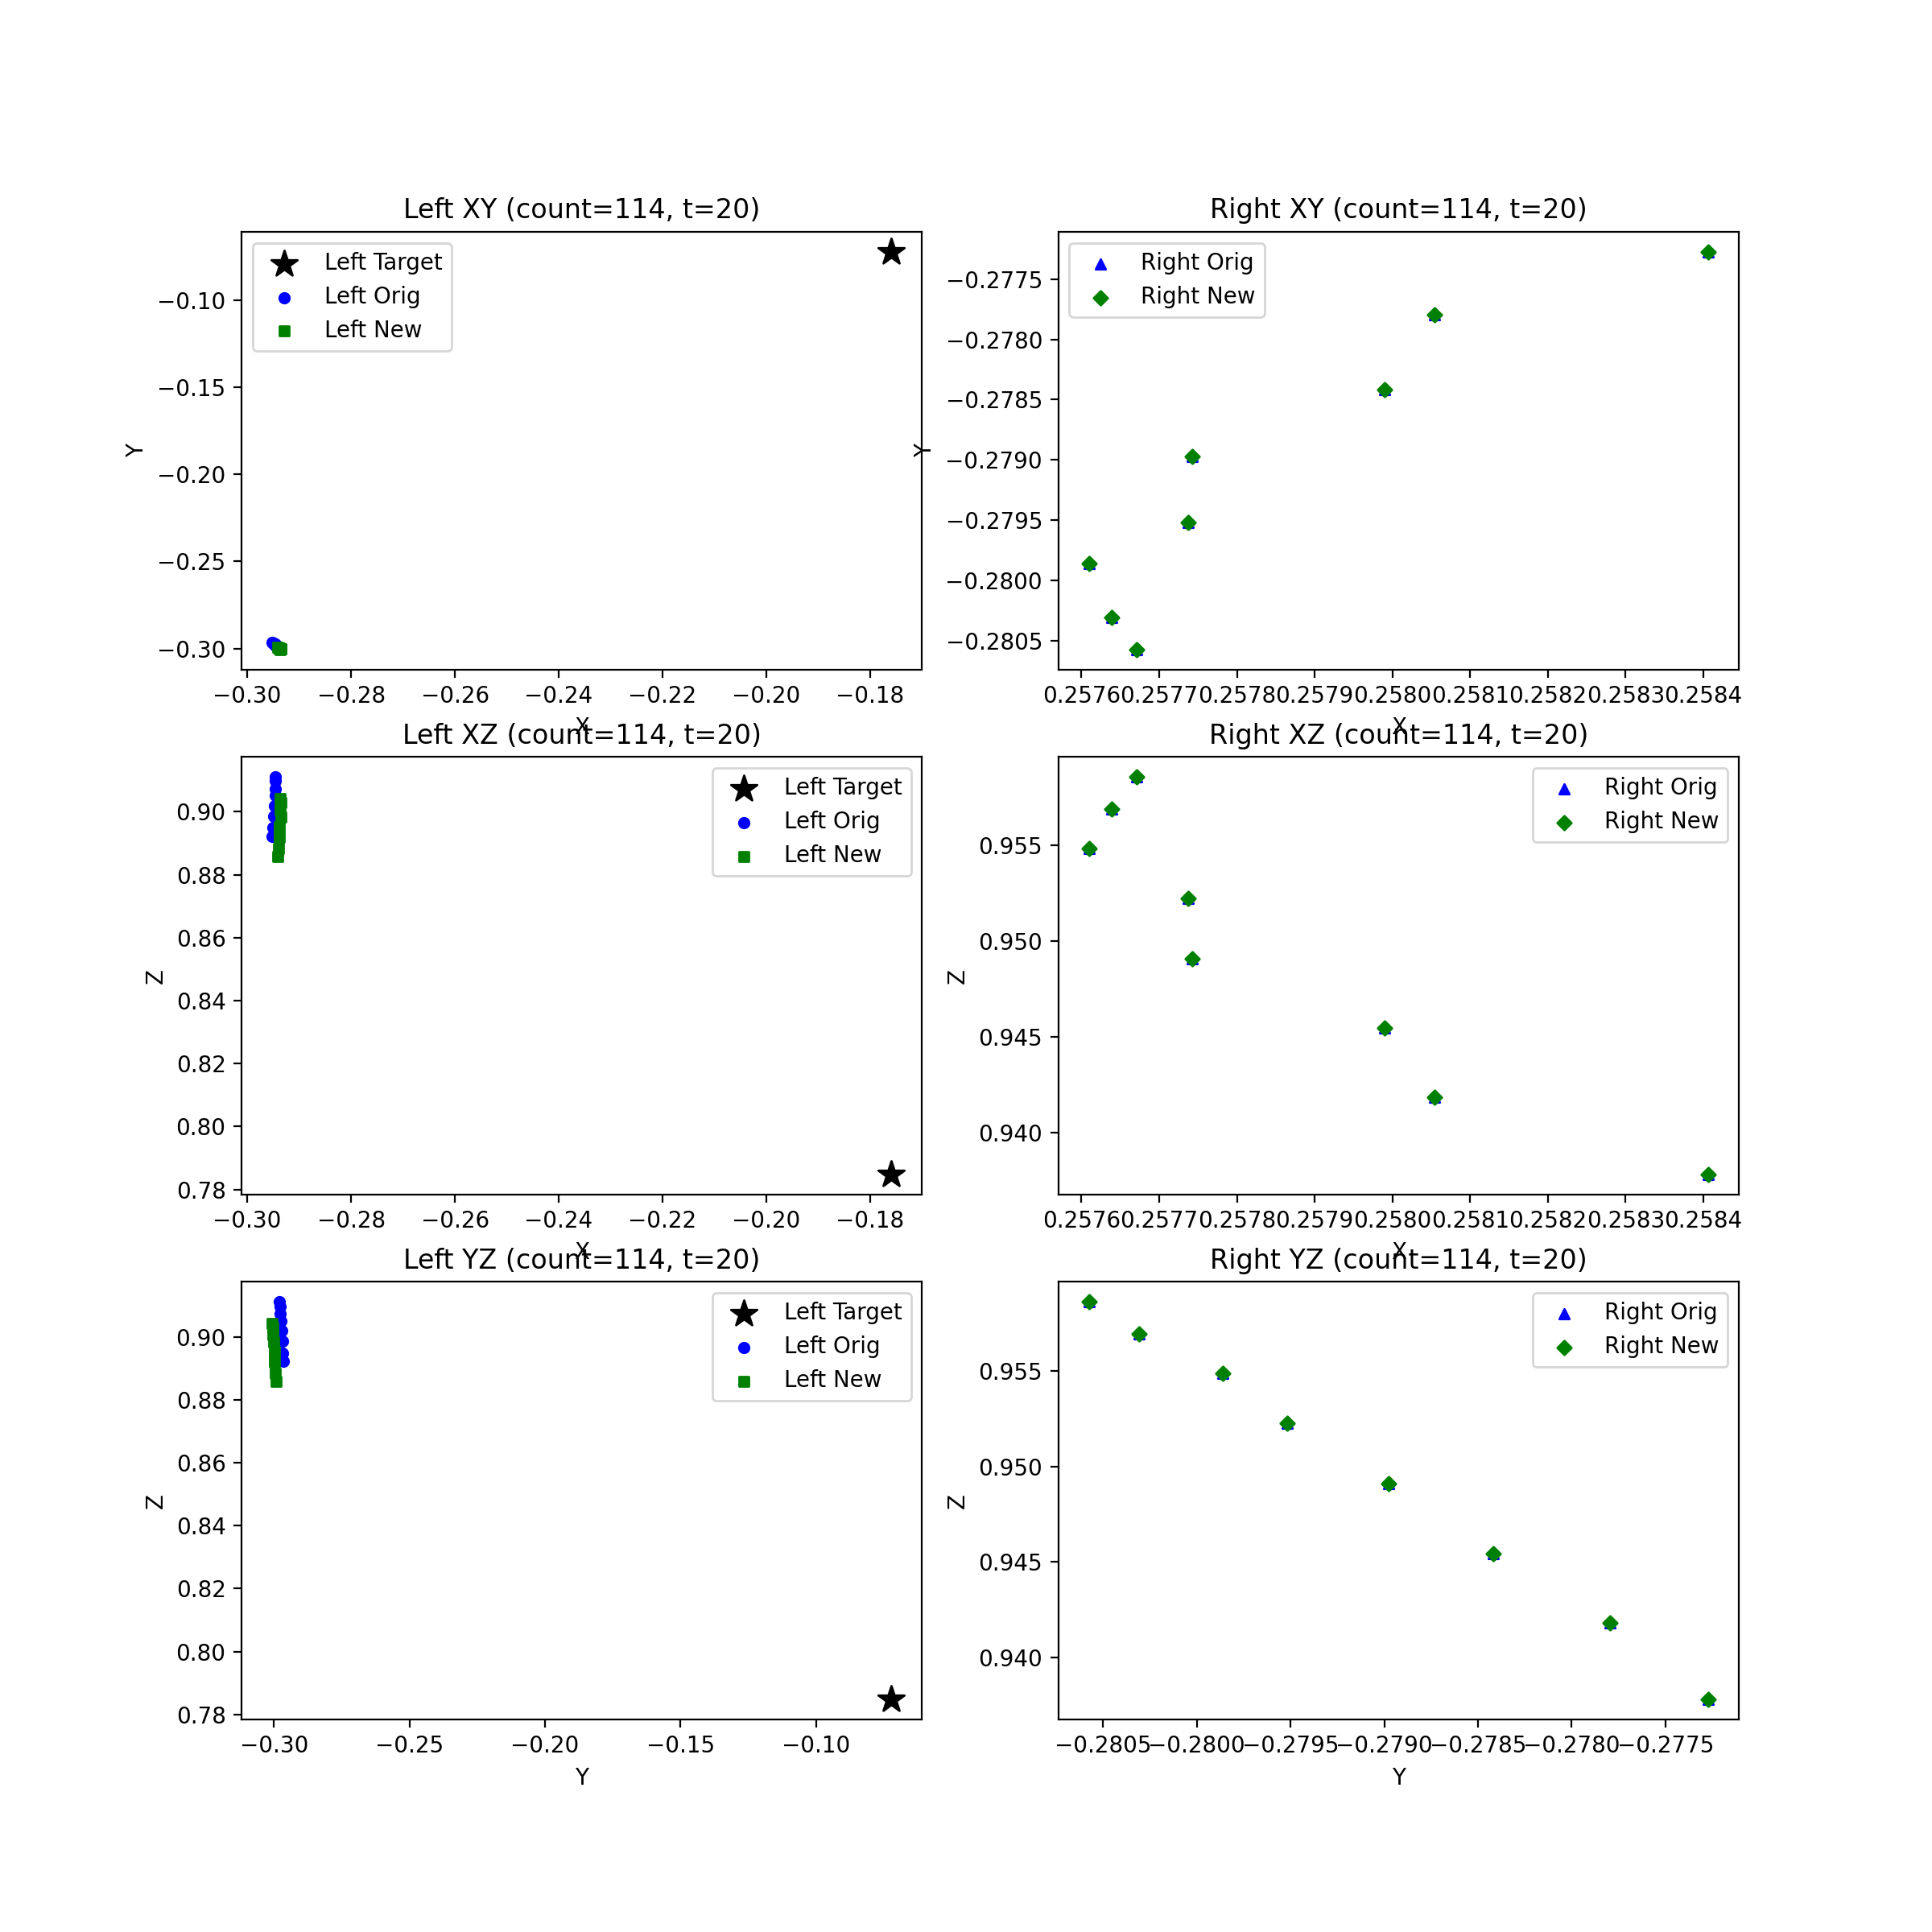 Left XY (count=114, t=20)
Left Target
Left Orig
Left New
−0.10
−0.15
−0.20
−0.25
−0.30
Y
−0.30 −0.28 −0.26 −0.24 −0.22 −0.20 −0.18
X
Right XY (count=114, t=20)
Right Orig
Right New
−0.2775
−0.2780
−0.2785
−0.2790
−0.2795
−0.2800
−0.2805
Y
0.2576 0.2577 0.2578 0.2579 0.2580 0.2581 0.2582 0.2583 0.2584
X
Left XZ (count=114, t=20)
Left Target
Left Orig
Left New
0.90
0.88
0.86
0.84
0.82
0.80
0.78
Z
−0.30 −0.28 −0.26 −0.24 −0.22 −0.20 −0.18
X
Right XZ (count=114, t=20)
Right Orig
Right New
0.955
0.950
0.945
0.940
Z
0.2576 0.2577 0.2578 0.2579 0.2580 0.2581 0.2582 0.2583 0.2584
X
Left YZ (count=114, t=20)
Left Target
Left Orig
Left New
0.90
0.88
0.86
0.84
0.82
0.80
0.78
Z
−0.30 −0.25 −0.20 −0.15 −0.10
Y
Right YZ (count=114, t=20)
Right Orig
Right New
0.955
0.950
0.945
0.940
Z
−0.2805 −0.2800 −0.2795 −0.2790 −0.2785 −0.2780 −0.2775
Y